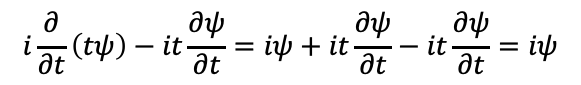 i ∂/∂t (tψ) − it ∂ψ/∂t = iψ + it ∂ψ/∂t − it ∂ψ/∂t = iψ